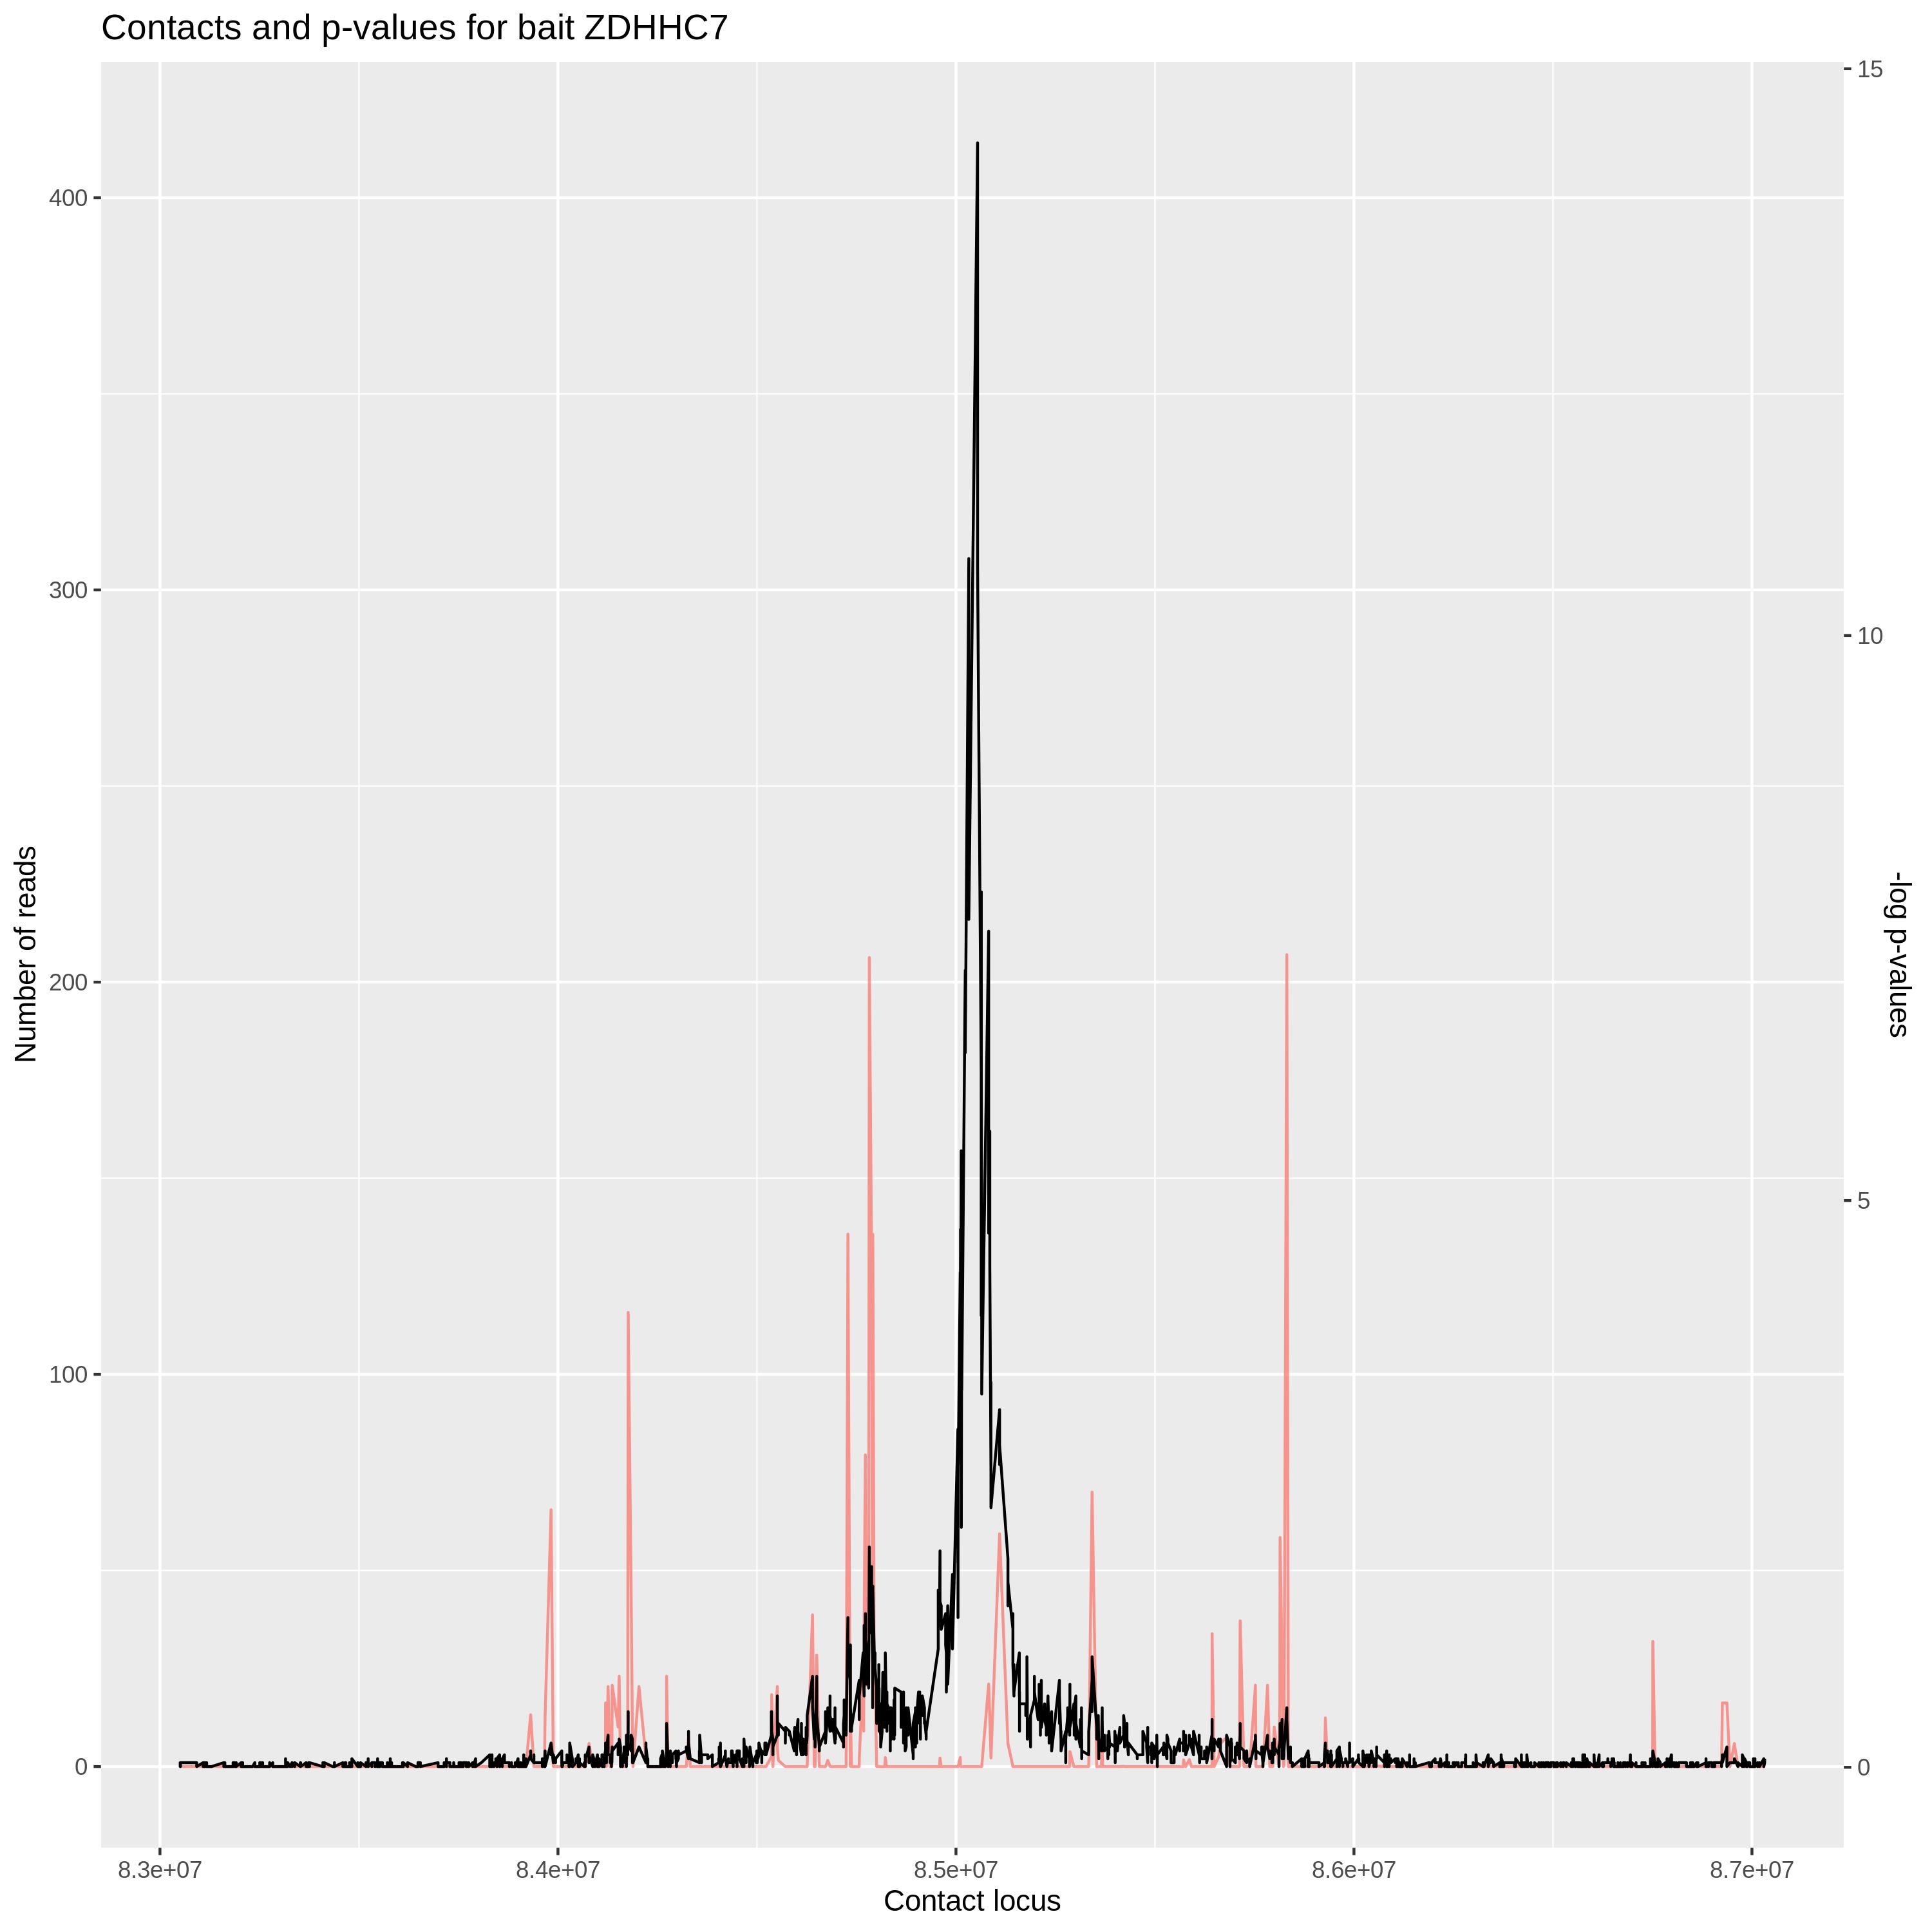 Contacts and p-values for bait ZDHHC7
15
400
300
10
Number of reads
-log p-values
200
5
100
0
0
8.3e+07
8.4e+07
8.5e+07
8.6e+07
8.7e+07
Contact locus